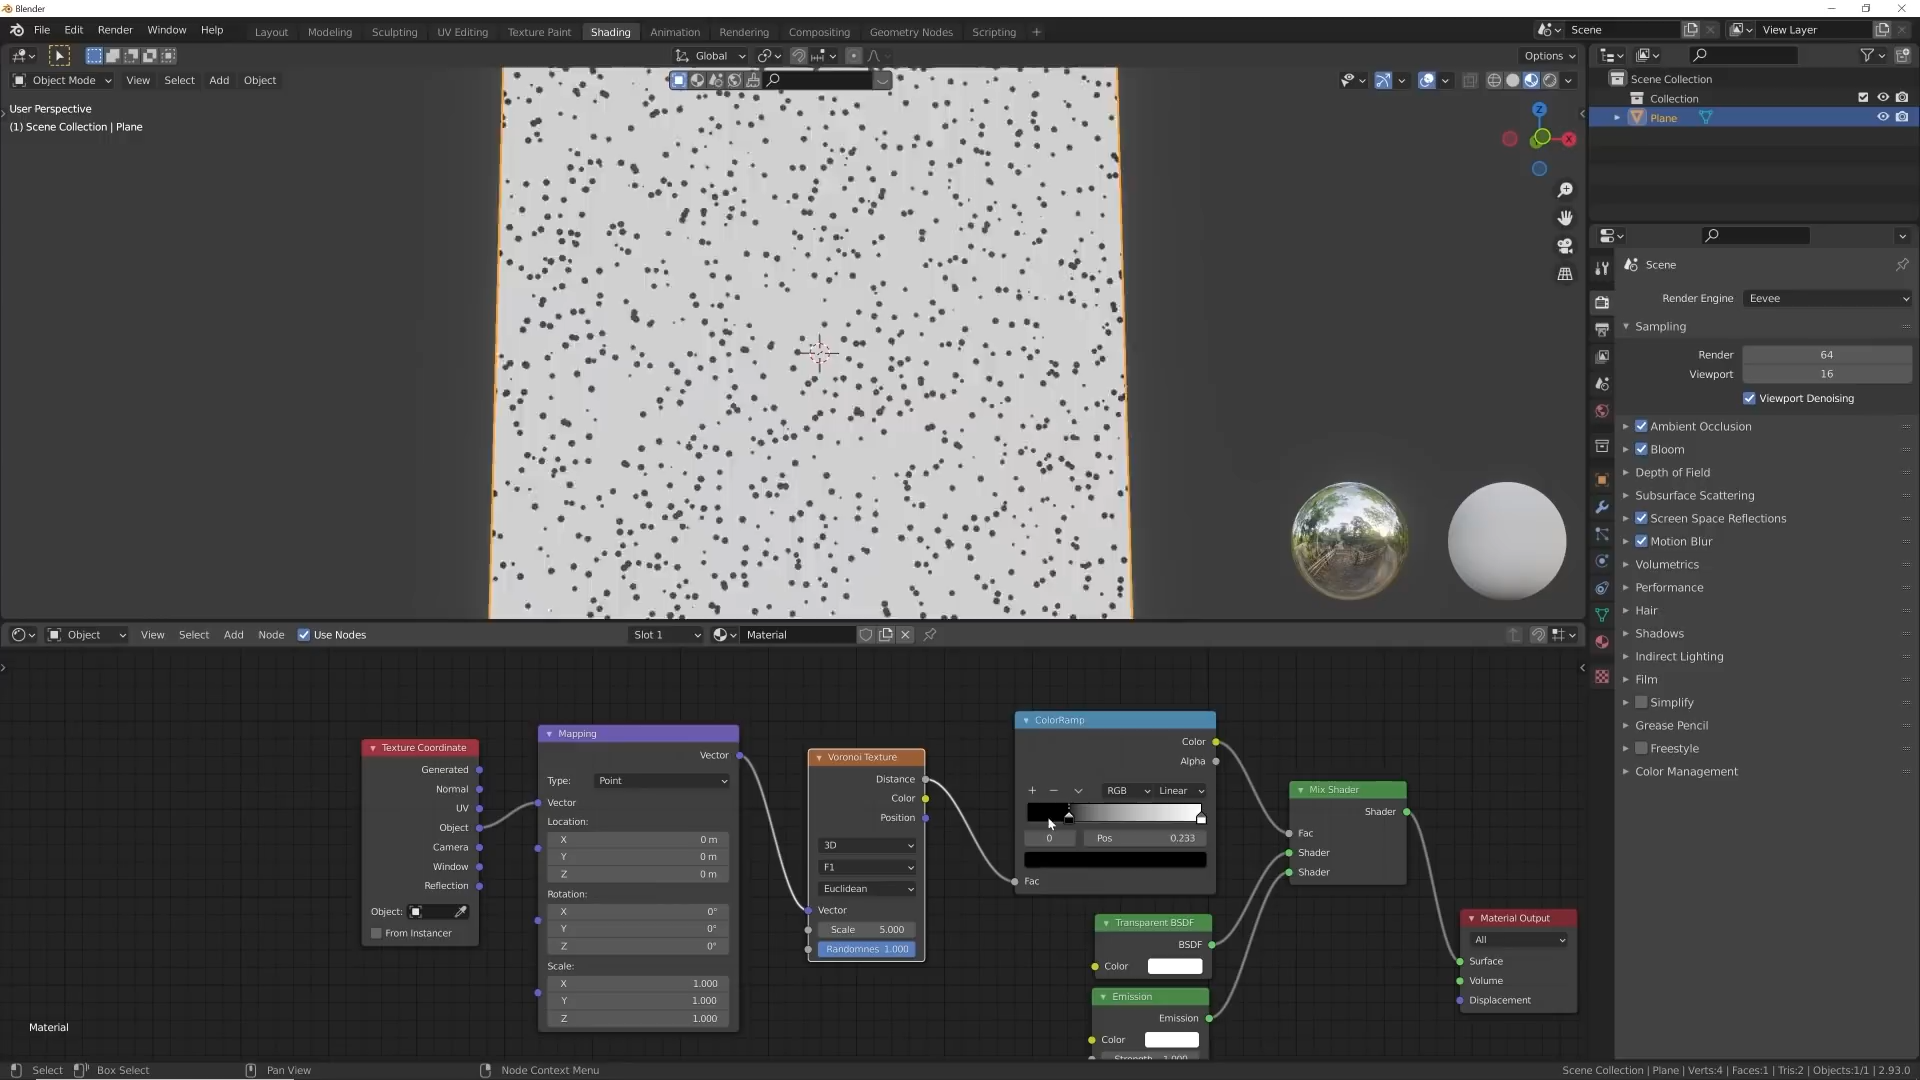 Blender
File Edit Render Window Help
Layout Modeling Sculpting UV Editing Texture Paint Shading Animation Rendering Compositing Geometry Nodes Scripting +
Scene
View Layer
Global
Options
Object Mode View Select Add Object
User Perspective
(1) Scene Collection | Plane
Z
X
Scene Collection
Collection
Plane
Scene
Render Engine Eevee
Sampling
Render 64
Viewport 16
Viewport Denoising
Ambient Occlusion
Bloom
Depth of Field
Subsurface Scattering
Screen Space Reflections
Motion Blur
Volumetrics
Performance
Hair
Shadows
Indirect Lighting
Film
Simplify
Grease Pencil
Freestyle
Color Management
Object View Select Add Node Use Nodes
Slot 1
Material
Texture Coordinate
Generated
Normal
UV
Object
Camera
Window
Reflection
Object:
From Instancer
Mapping
Vector
Type: Point
Vector
Location:
X 0 m
Y 0 m
Z 0 m
Rotation:
X 0°
Y 0°
Z 0°
Scale:
X 1.000
Y 1.000
Z 1.000
Voronoi Texture
Distance
Color
Position
3D
F1
Euclidean
Vector
Scale 5.000
Randomnes 1.000
ColorRamp
Color
Alpha
+ − RGB Linear
0 Pos 0.233
Fac
Transparent BSDF
BSDF
Color
Emission
Emission
Color
Strength 1.000
Mix Shader
Shader
Fac
Shader
Shader
Material Output
All
Surface
Volume
Displacement
Material
Select Box Select Pan View Node Context Menu
Scene Collection | Plane | Verts:4 | Faces:1 | Tris:2 | Objects:1/1 | 2.93.0